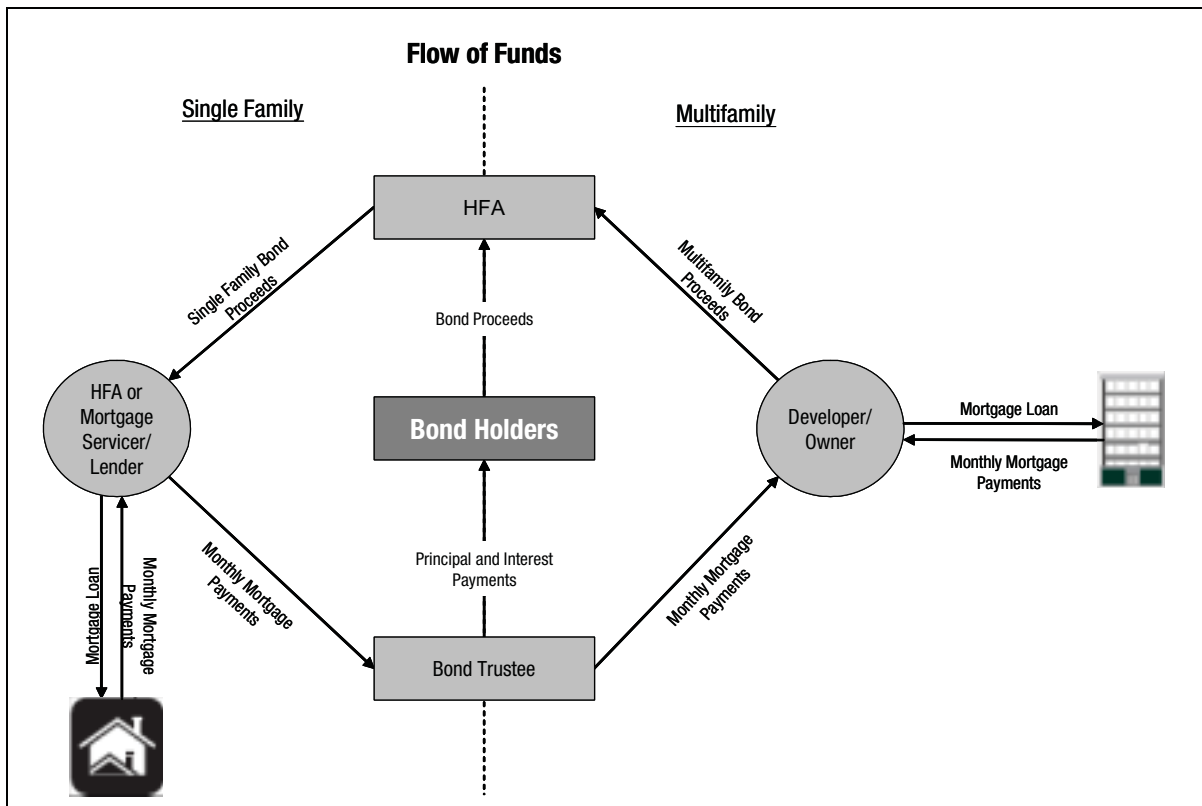 Flow of Funds
Single Family
Multifamily
HFA
Single Family Bond
Proceeds
Multifamily Bond
Proceeds
Bond Proceeds
HFA or
Mortgage
Servicer/
Lender
Bond Holders
Developer/
Owner
Mortgage Loan
Monthly Mortgage
Payments
Mortgage Loan
Monthly Mortgage
Payments
Monthly Mortgage
Payments
Principal and Interest
Payments
Monthly Mortgage
Payments
Bond Trustee